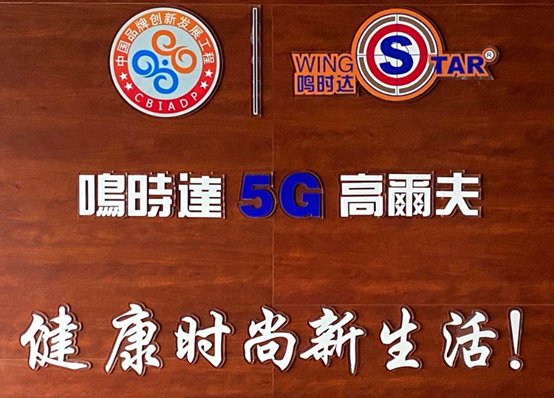 中国品牌创新发展工程
CBIADP
WING STAR®
鸣时达
鳴時達 5G 高爾夫
健康时尚新生活!